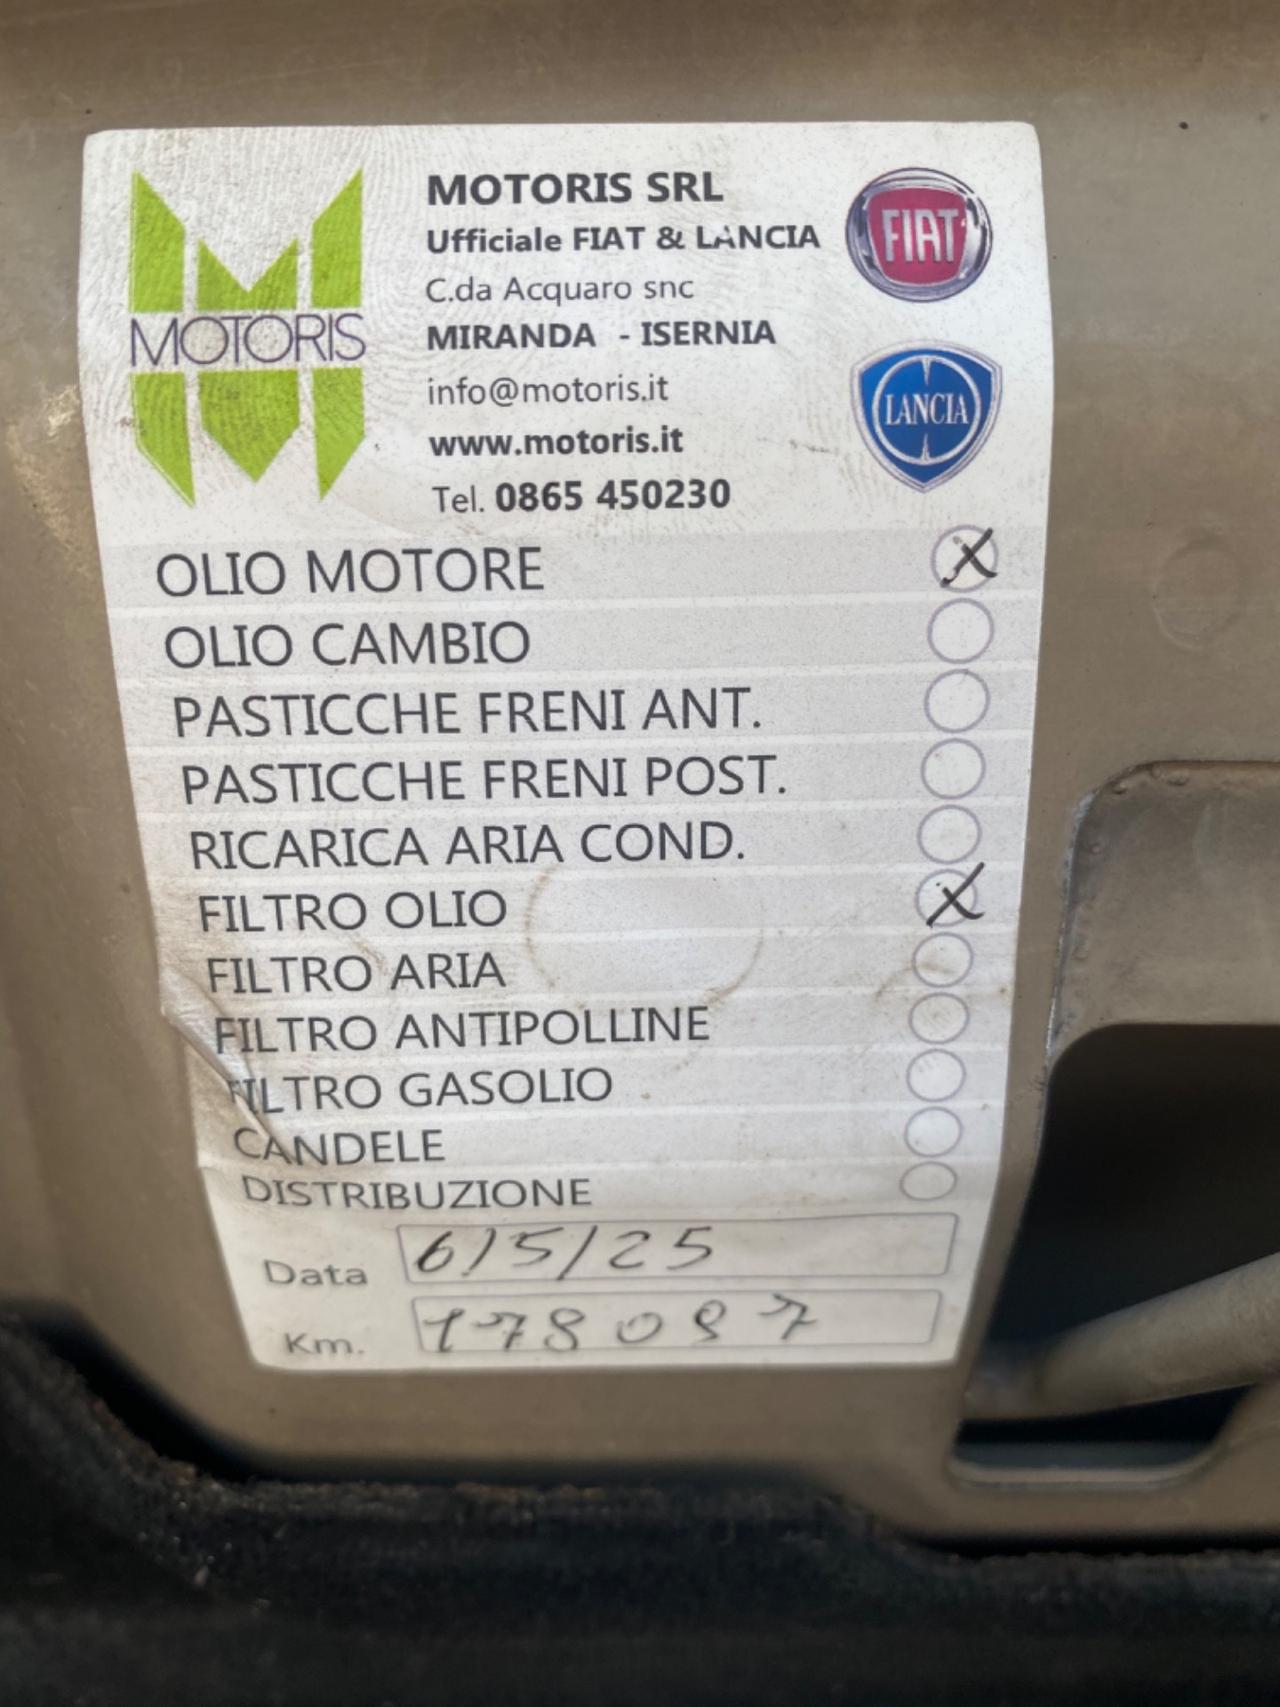 MOTORIS
MOTORIS SRL
Ufficiale FIAT & LANCIA
C.da Acquaro snc
MIRANDA - ISERNIA
info@motoris.it
www.motoris.it
Tel. 0865 450230
FIAT
LANCIA
OLIO MOTORE X
OLIO CAMBIO
PASTICCHE FRENI ANT.
PASTICCHE FRENI POST.
RICARICA ARIA COND.
FILTRO OLIO X
FILTRO ARIA
FILTRO ANTIPOLLINE
FILTRO GASOLIO
CANDELE
DISTRIBUZIONE
Data 6/5/25
Km. 178087